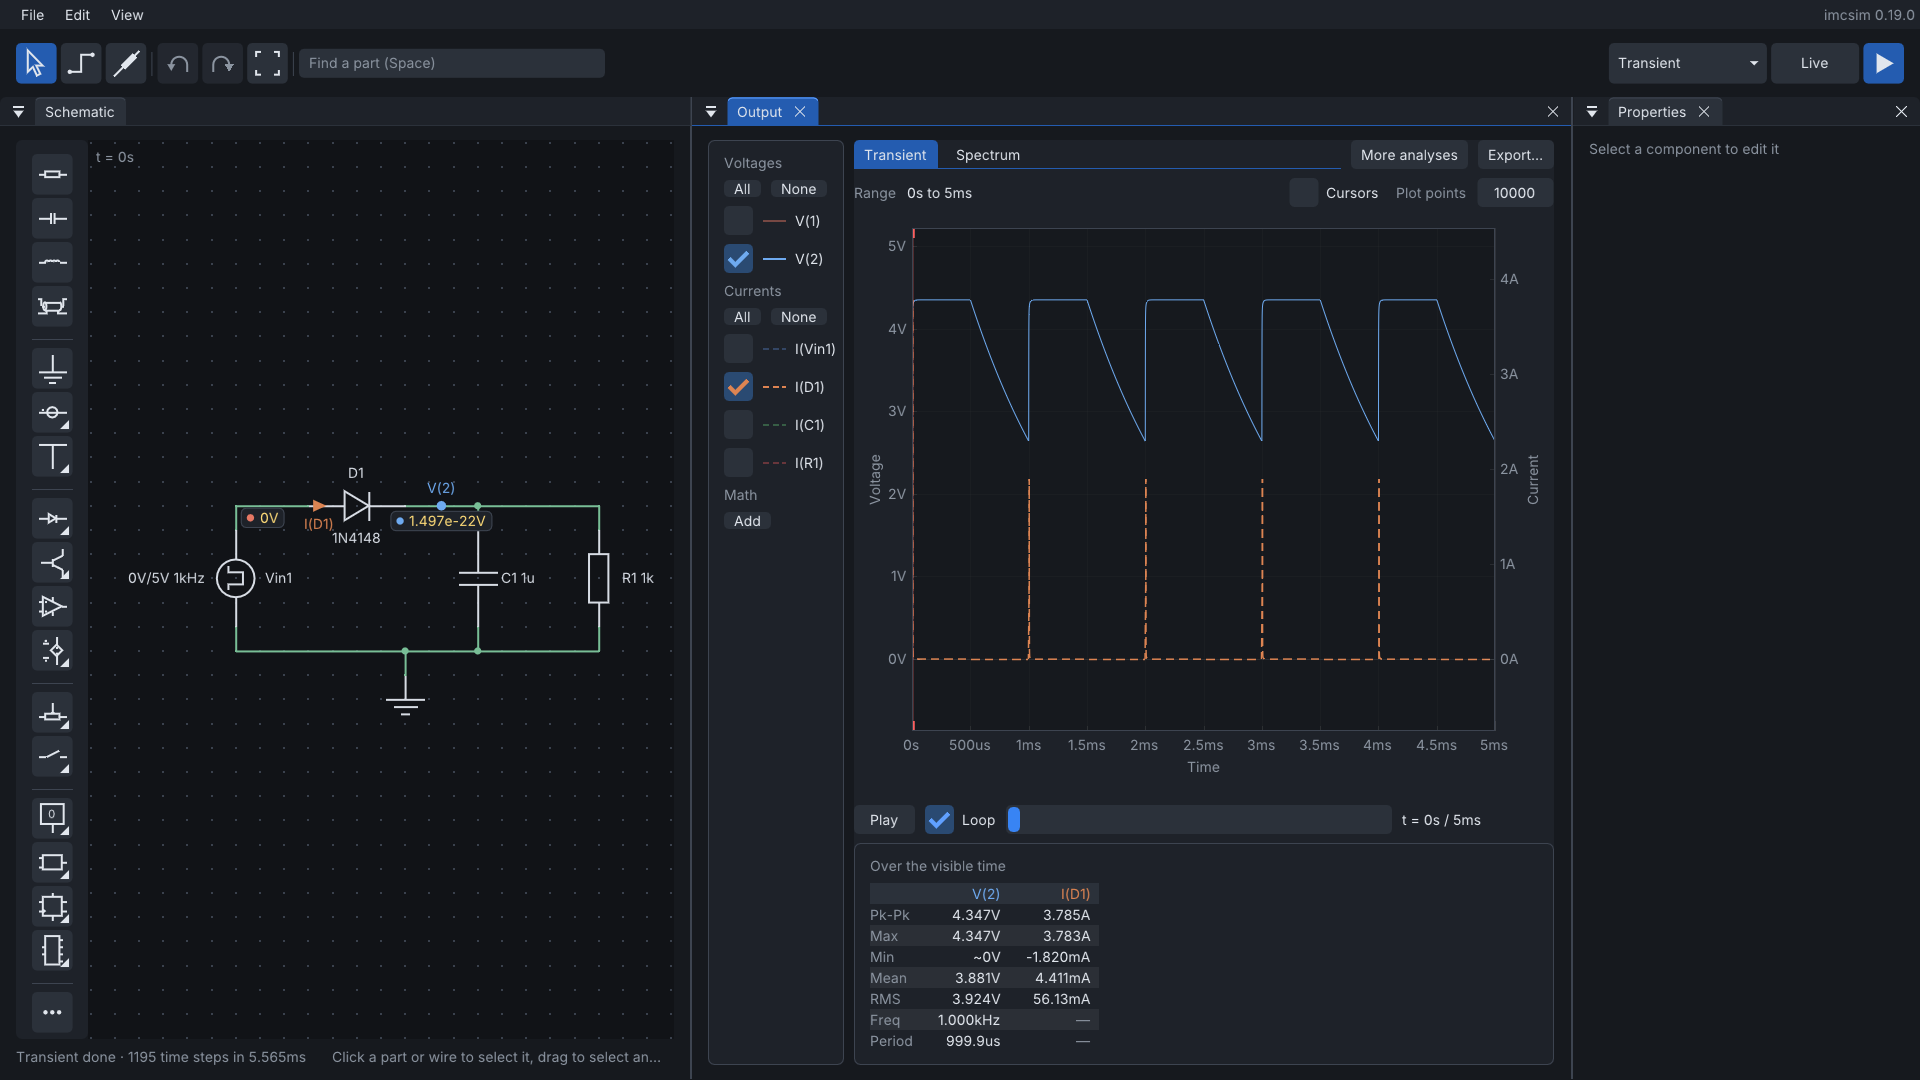 File Edit View imcsim 0.19.0
Find a part (Space) Transient Live
Schematic Output Properties
t = 0s
Select a component to edit it
D1
V(2)
0V
I(D1)
1.497e-22V
1N4148
0V/5V 1kHz Vin1 C1 1u R1 1k
0
Transient done · 1195 time steps in 5.565ms Click a part or wire to select it, drag to select an...
Voltages
All None
V(1)
V(2)
Currents
All None
I(Vin1)
I(D1)
I(C1)
I(R1)
Math
Add
Transient Spectrum More analyses Export...
Range 0s to 5ms Cursors Plot points 10000
5V
4V
3V
2V
1V
0V
Voltage
4A
3A
2A
1A
0A
Current
0s 500us 1ms 1.5ms 2ms 2.5ms 3ms 3.5ms 4ms 4.5ms 5ms
Time
Play Loop t = 0s / 5ms
Over the visible time
V(2) I(D1)
Pk-Pk 4.347V 3.785A
Max 4.347V 3.783A
Min ~0V -1.820mA
Mean 3.881V 4.411mA
RMS 3.924V 56.13mA
Freq 1.000kHz —
Period 999.9us —